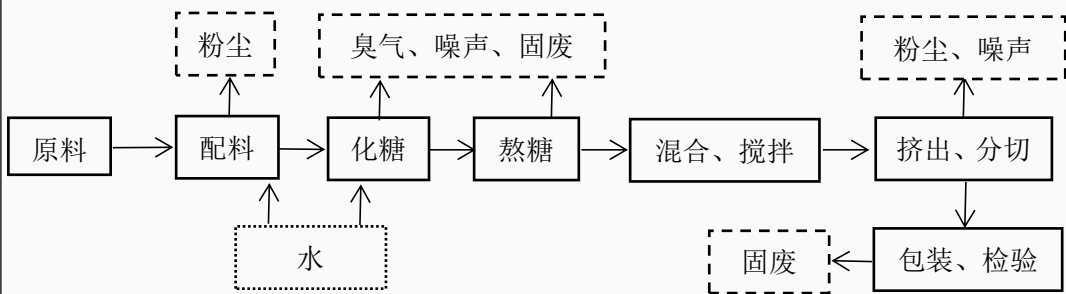 粉尘
臭气、噪声、固废
粉尘、噪声
原料
配料
化糖
熬糖
混合、搅拌
挤出、分切
水
固废
包装、检验